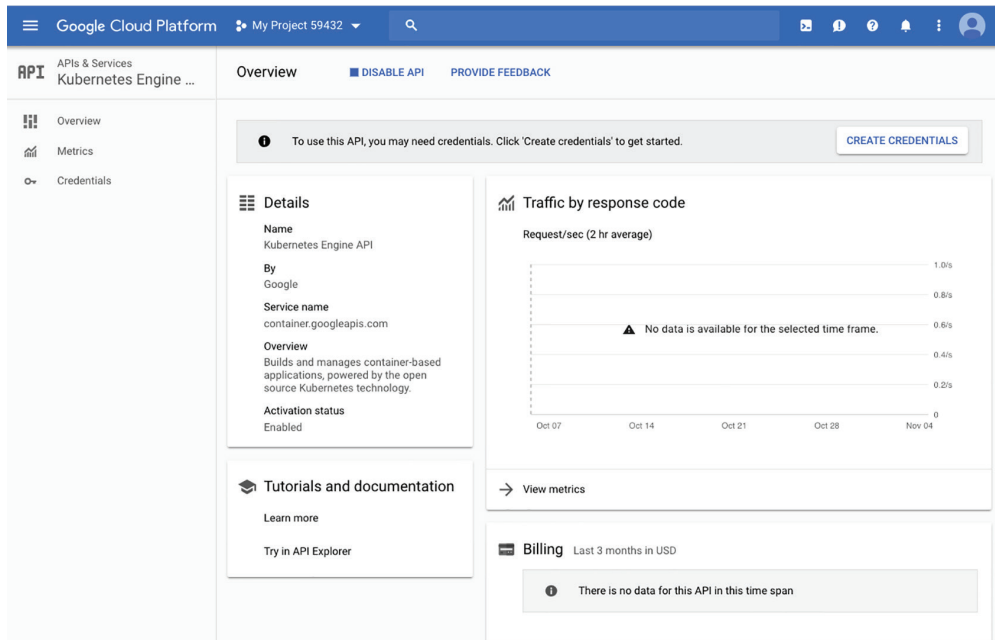 Google Cloud Platform
My Project 59432
API
APIs & Services
Kubernetes Engine ...
Overview
DISABLE API
PROVIDE FEEDBACK
Overview
Metrics
Credentials
To use this API, you may need credentials. Click 'Create credentials' to get started.
CREATE CREDENTIALS
Details
Name
Kubernetes Engine API
By
Google
Service name
container.googleapis.com
Overview
Builds and manages container-based
applications, powered by the open
source Kubernetes technology.
Activation status
Enabled
Tutorials and documentation
Learn more
Try in API Explorer
Traffic by response code
Request/sec (2 hr average)
1.0/s
0.8/s
0.6/s
0.4/s
0.2/s
0
No data is available for the selected time frame.
Oct 07 Oct 14 Oct 21 Oct 28 Nov 04
View metrics
Billing Last 3 months in USD
There is no data for this API in this time span